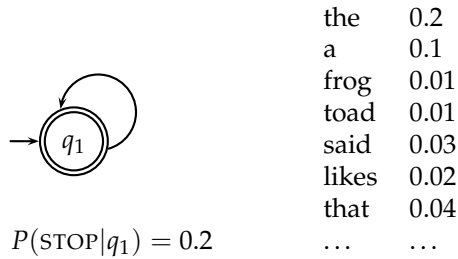 the 0.2
a 0.1
frog 0.01
toad 0.01
said 0.03
likes 0.02
that 0.04
... ...
q1
P(STOP|q1) = 0.2